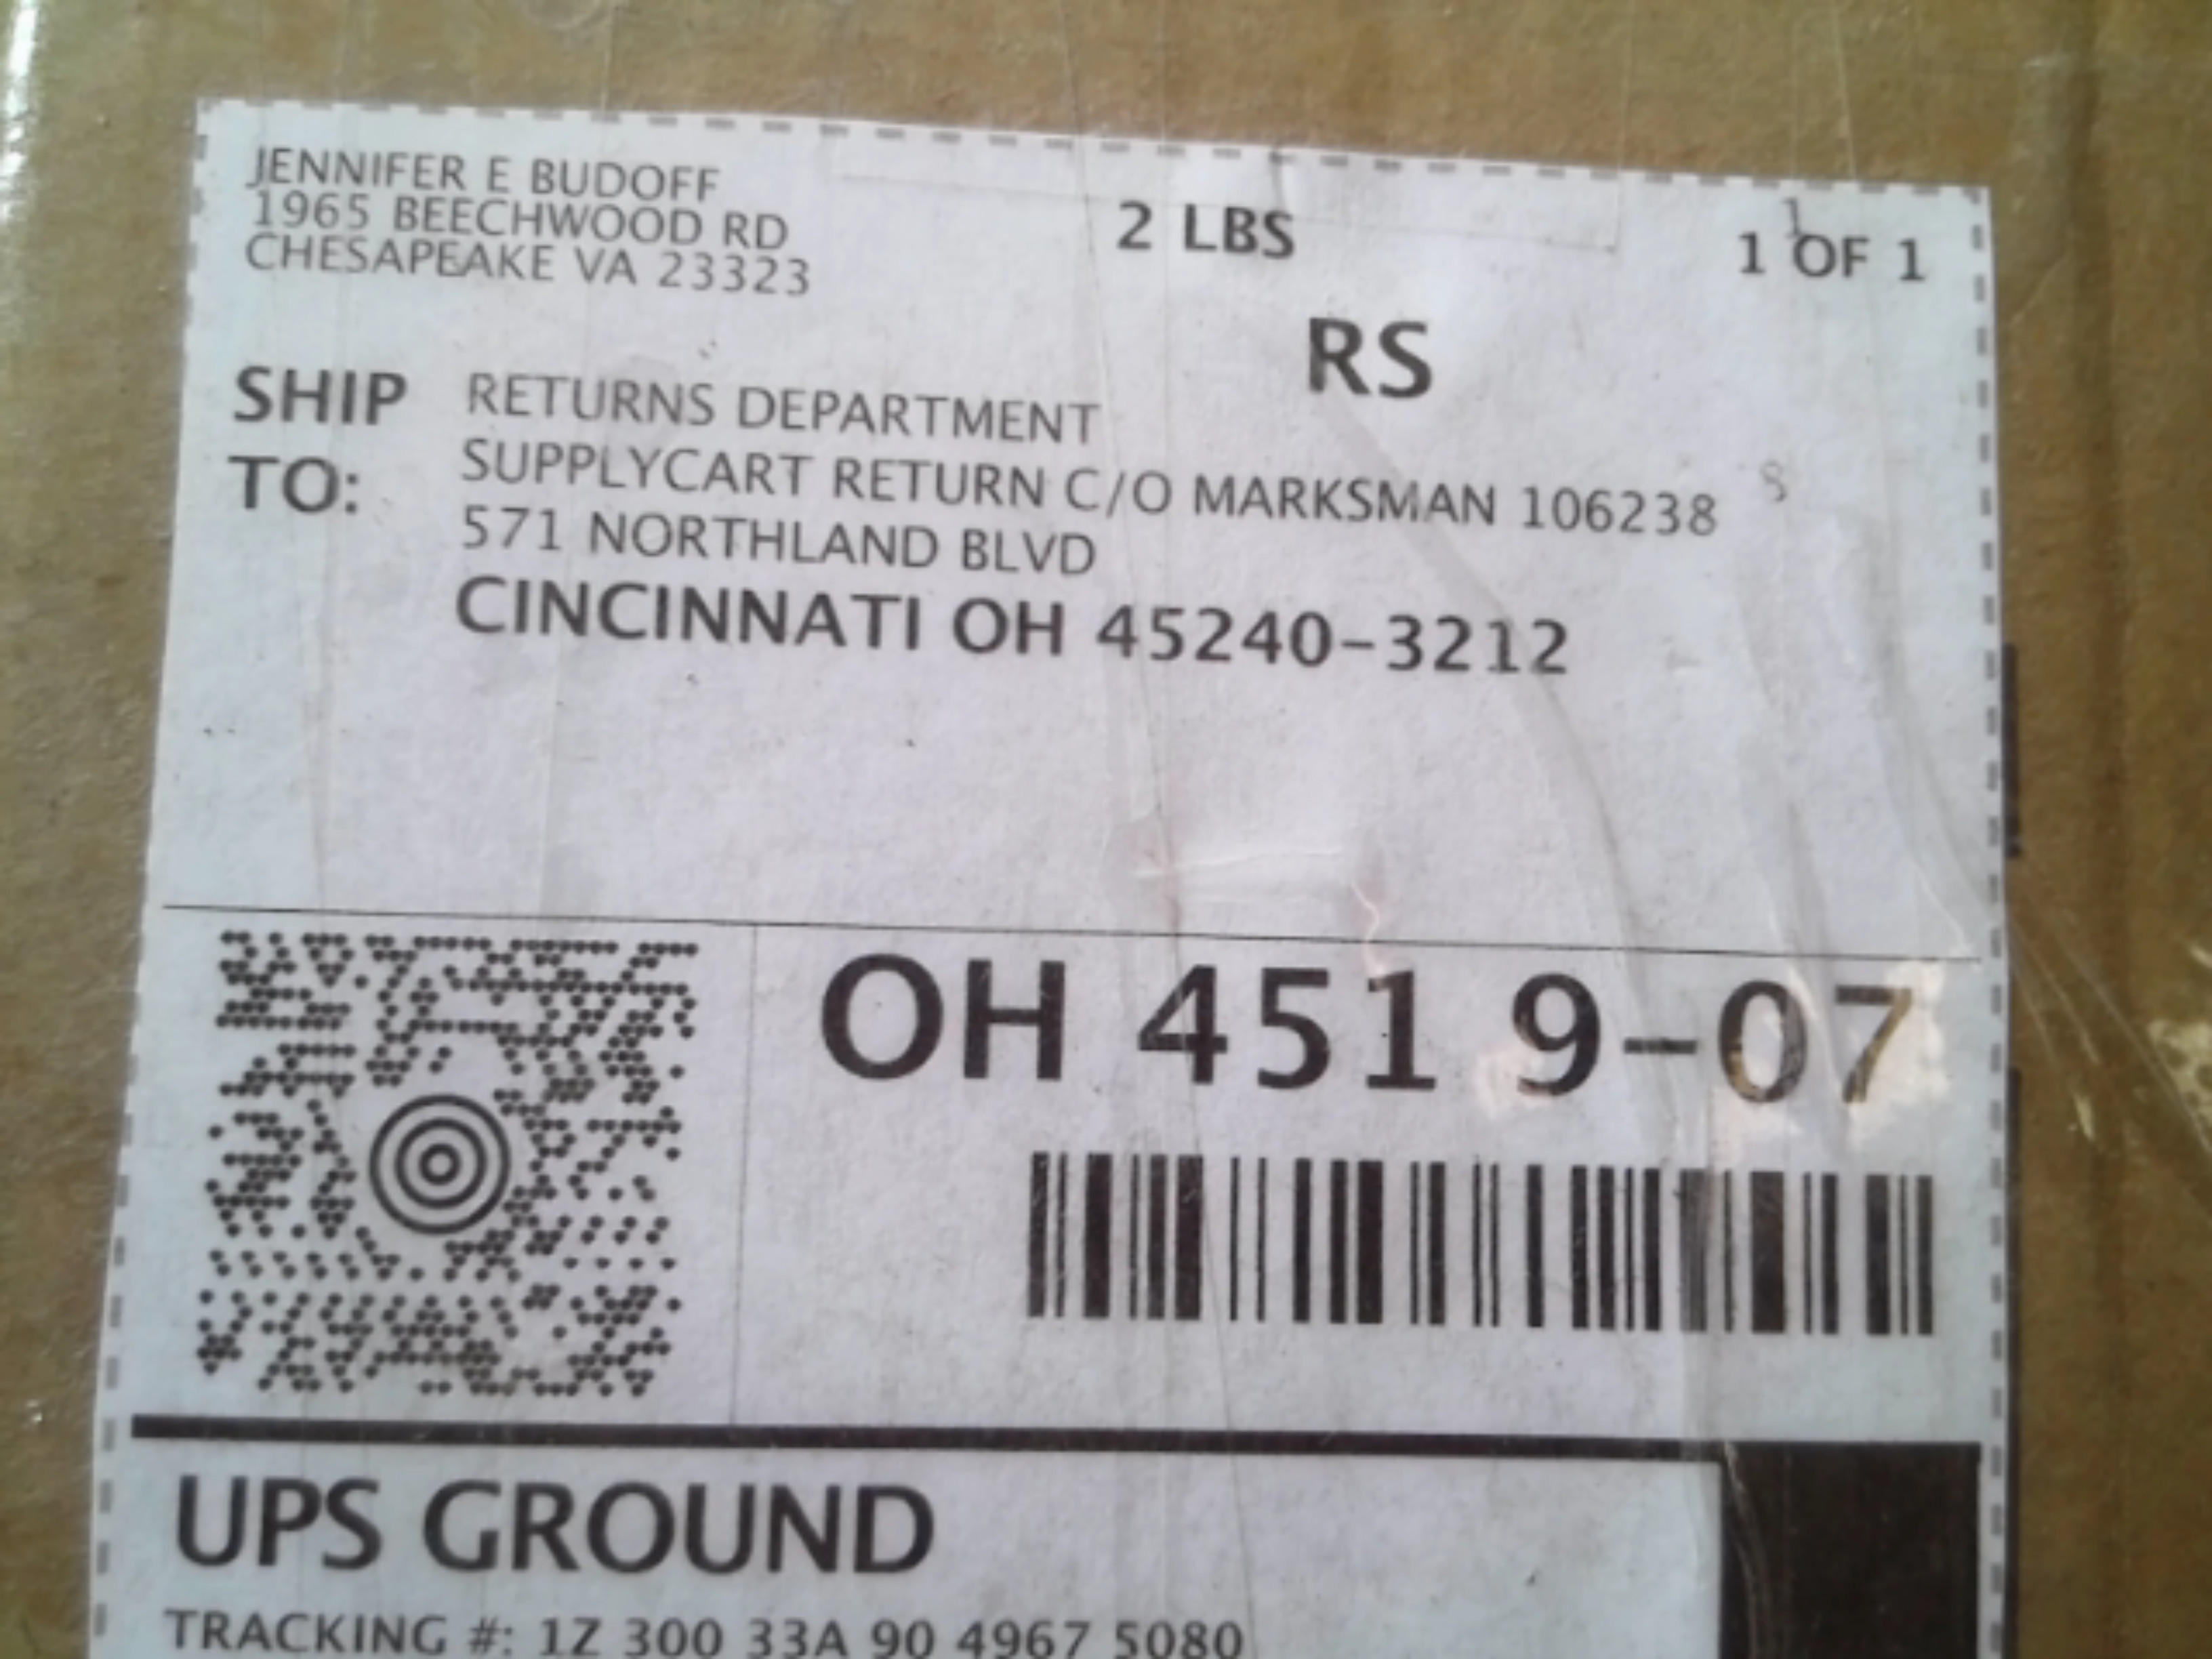 JENNIFER E BUDOFF
1965 BEECHWOOD RD
CHESAPEAKE VA 23323
2 LBS
1 OF 1
RS
SHIP TO:
RETURNS DEPARTMENT
SUPPLYCART RETURN C/O MARKSMAN 106238
571 NORTHLAND BLVD
CINCINNATI OH 45240-3212
OH 451 9-07
UPS GROUND
TRACKING #: 1Z 300 33A 90 4967 5080